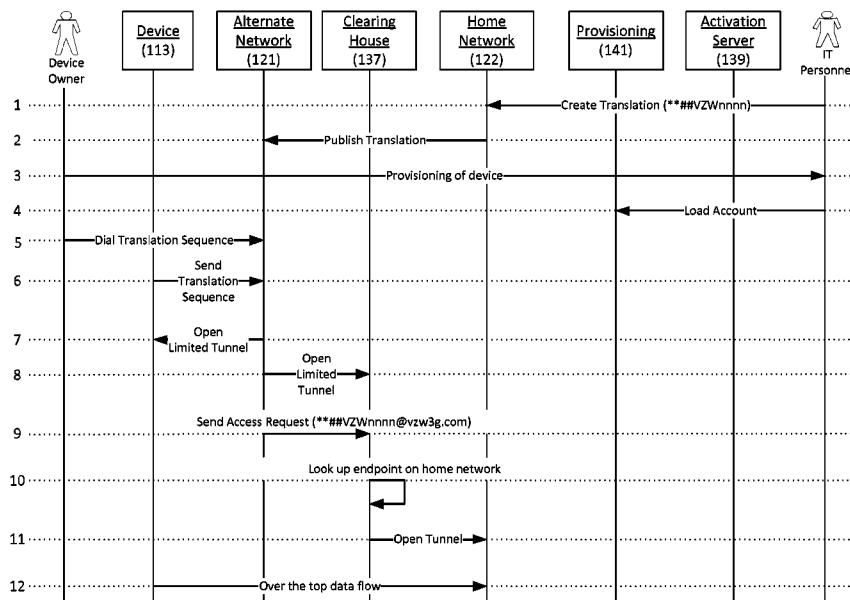 Device
Owner
Device
(113)
Alternate
Network
(121)
Clearing
House
(137)
Home
Network
(122)
Provisioning
(141)
Activation
Server
(139)
IT
Personne
1
Create Translation (**##VZWnnnn)
2
Publish Translation
3
Provisioning of device
4
Load Account
5
Dial Translation Sequence
6
Send
Translation
Sequence
7
Open
Limited Tunnel
8
Open
Limited
Tunnel
9
Send Access Request (**##VZWnnnn@vzw3g.com)
10
Look up endpoint on home network
11
Open Tunnel
12
Over the top data flow